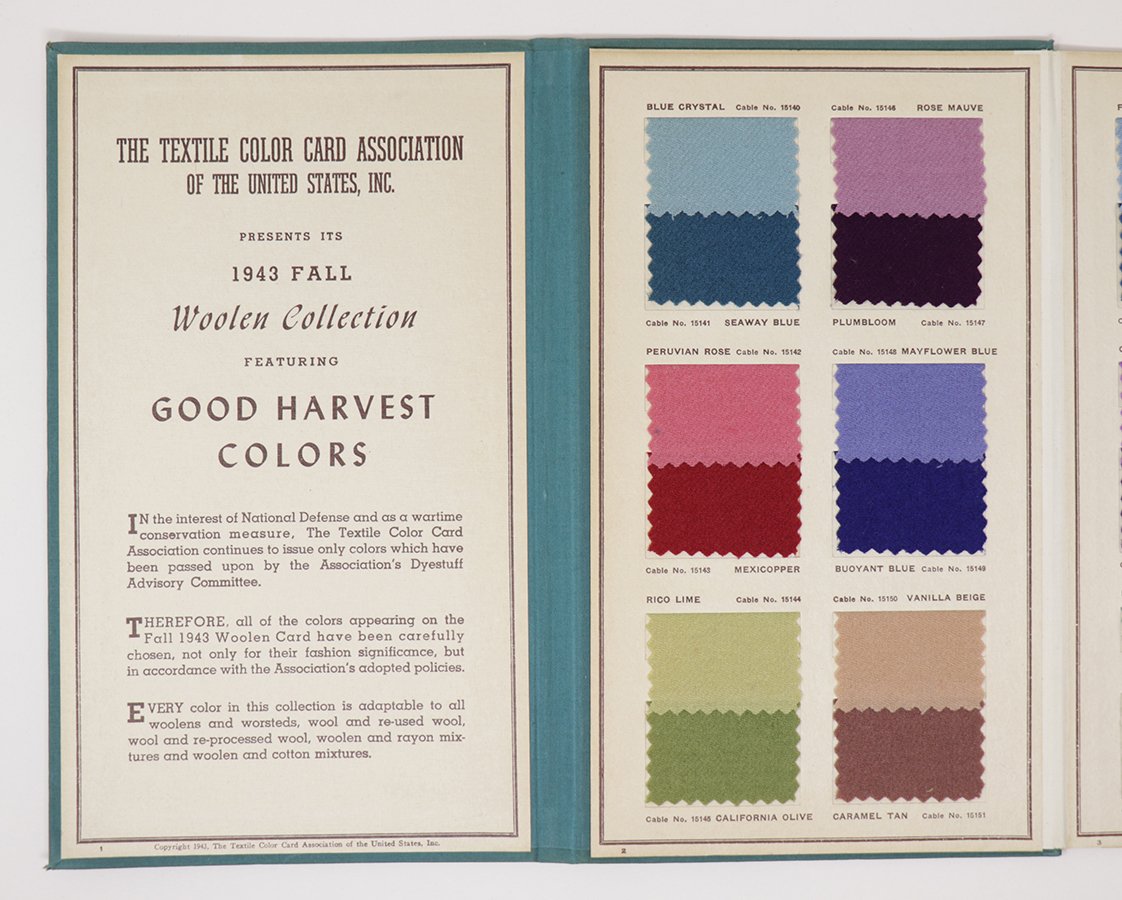 THE TEXTILE COLOR CARD ASSOCIATION
OF THE UNITED STATES, INC.
PRESENTS ITS
1943 FALL
Woolen Collection
FEATURING
GOOD HARVEST
COLORS
IN the interest of National Defense and as a wartime
conservation measure, The Textile Color Card
Association continues to issue only colors which have
been passed upon by the Association's Dyestuff
Advisory Committee.
THEREFORE, all of the colors appearing on the
Fall 1943 Woolen Card have been carefully
chosen, not only for their fashion significance, but
in accordance with the Association's adopted policies.
EVERY color in this collection is adaptable to all
woolens and worsteds, wool and re-used wool,
wool and re-processed wool, woolen and rayon mix-
tures and woolen and cotton mixtures.
1
Copyright 1943, The Textile Color Card Association of the United States, Inc.
BLUE CRYSTAL Cable No. 15140
Cable No. 15146 ROSE MAUVE
Cable No. 15141 SEAWAY BLUE
PLUMBLOOM Cable No. 15147
PERUVIAN ROSE Cable No. 15142
Cable No. 15148 MAYFLOWER BLUE
Cable No. 15143 MEXICOPPER
BUOYANT BLUE Cable No. 15149
RICO LIME Cable No. 15144
Cable No. 15150 VANILLA BEIGE
Cable No. 15145 CALIFORNIA OLIVE
CARAMEL TAN Cable No. 15151
2
3